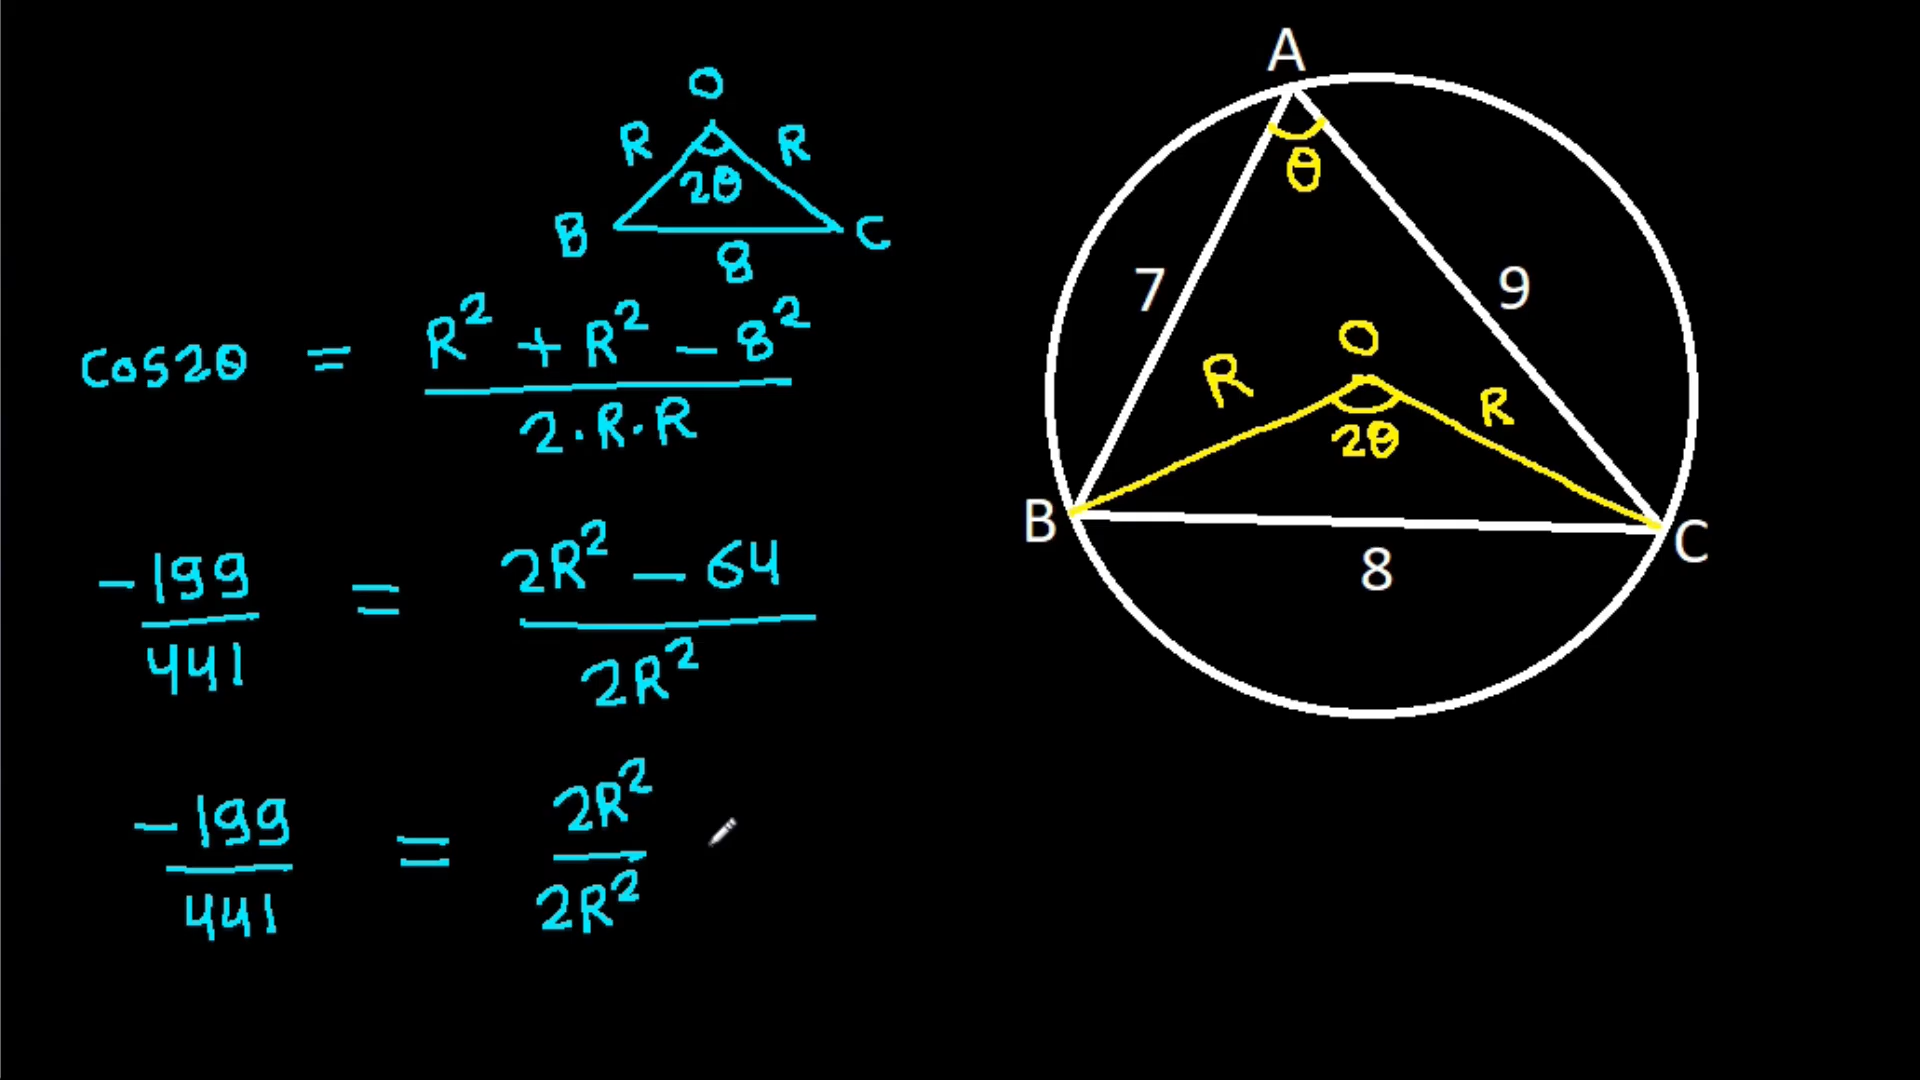 O
R R
2θ
B C
8
cos2θ = R² + R² - 8² / 2·R·R
-199/441 = 2R² - 64 / 2R²
-199/441 = 2R²/2R²
A
θ
7 9
O
R R
2θ
B C
8